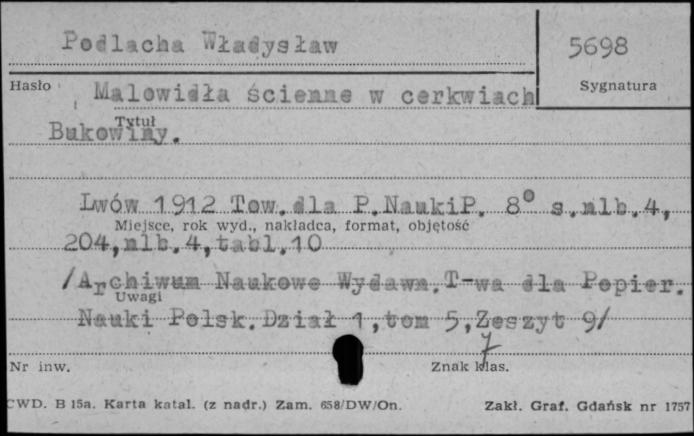 Podlacha Władysław
5698
Hasło
Sygnatura
Malowidła ścienne w cerkwiach
Tytuł
Bukowiny.
Lwów 1912 Tow.dla P.NaukiP. 8° s.nlb.4,
Miejsce, rok wyd., nakładca, format, objętość
204,nlb.4,tabl.10
/Archiwum Naukowe Wydawn.T-wa dla Popier.
Uwagi
Nauki Polsk.Dział 1,tom 5,Zeszyt 9/
7
Nr inw.
Znak klas.
CWD. B 15a. Karta katal. (z nadr.) Zam. 658/DW/On.
Zakł. Graf. Gdańsk nr 1757